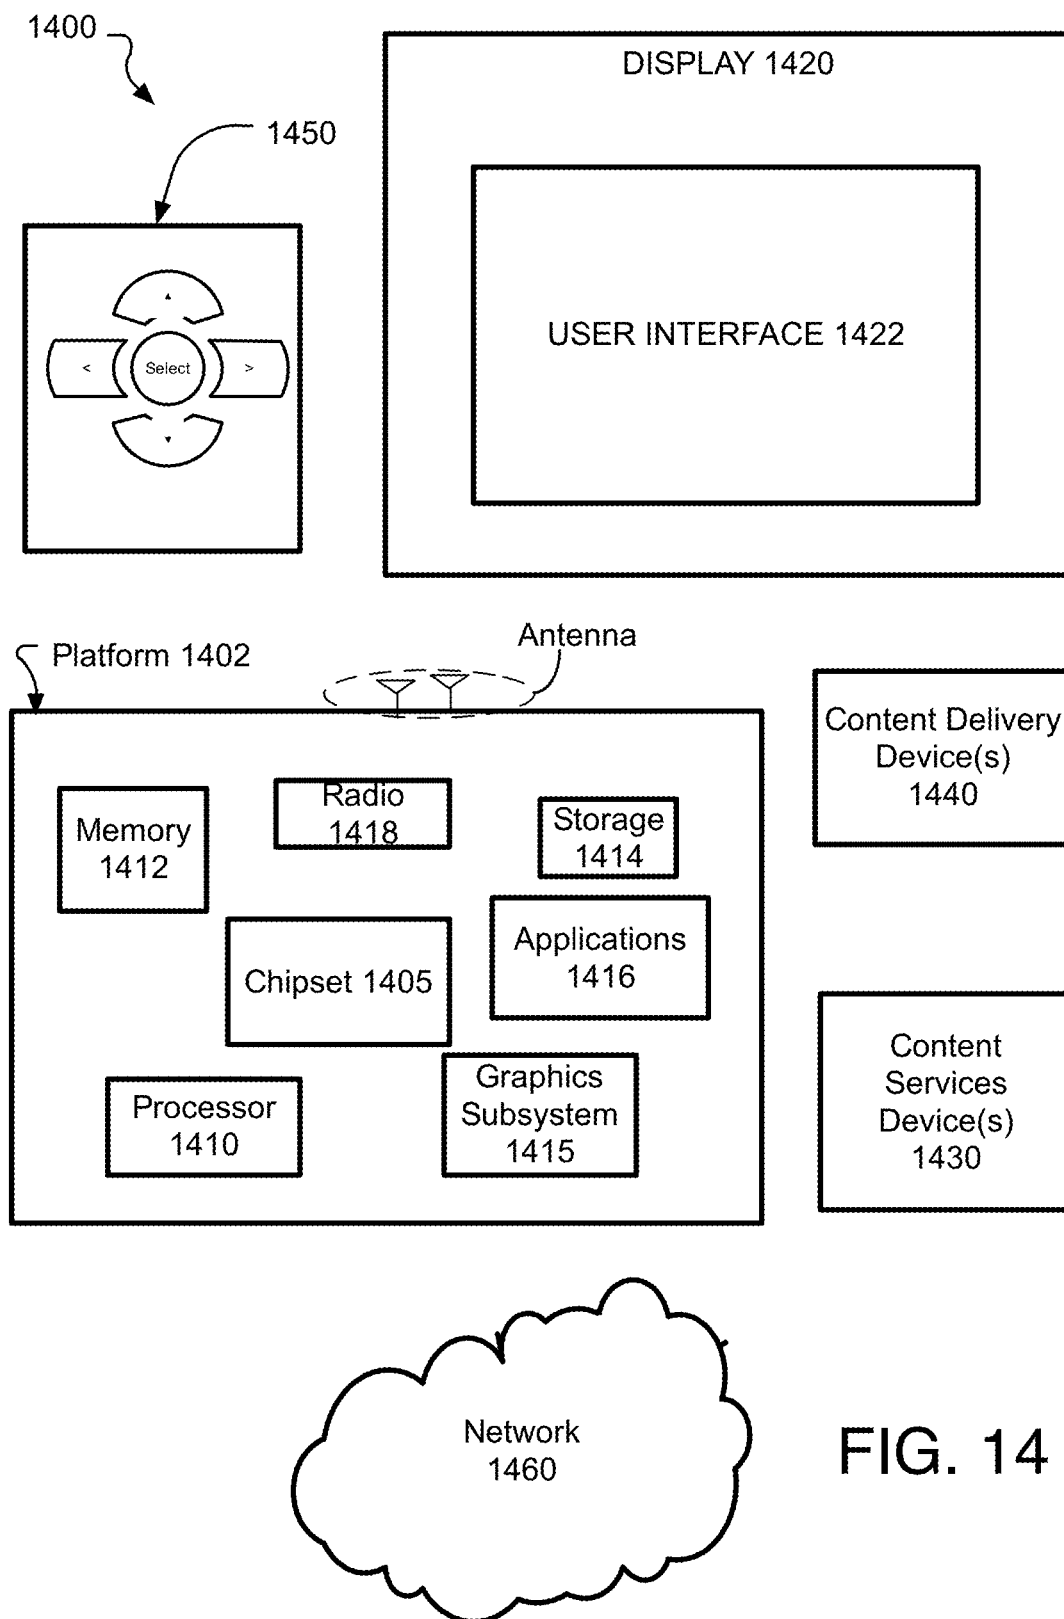 1400
1450
DISPLAY 1420
USER INTERFACE 1422
<
Select
>
Platform 1402
Antenna
Content Delivery
Device(s)
1440
Memory
1412
Radio
1418
Storage
1414
Chipset 1405
Applications
1416
Processor
1410
Graphics
Subsystem
1415
Content
Services
Device(s)
1430
Network
1460
FIG. 14